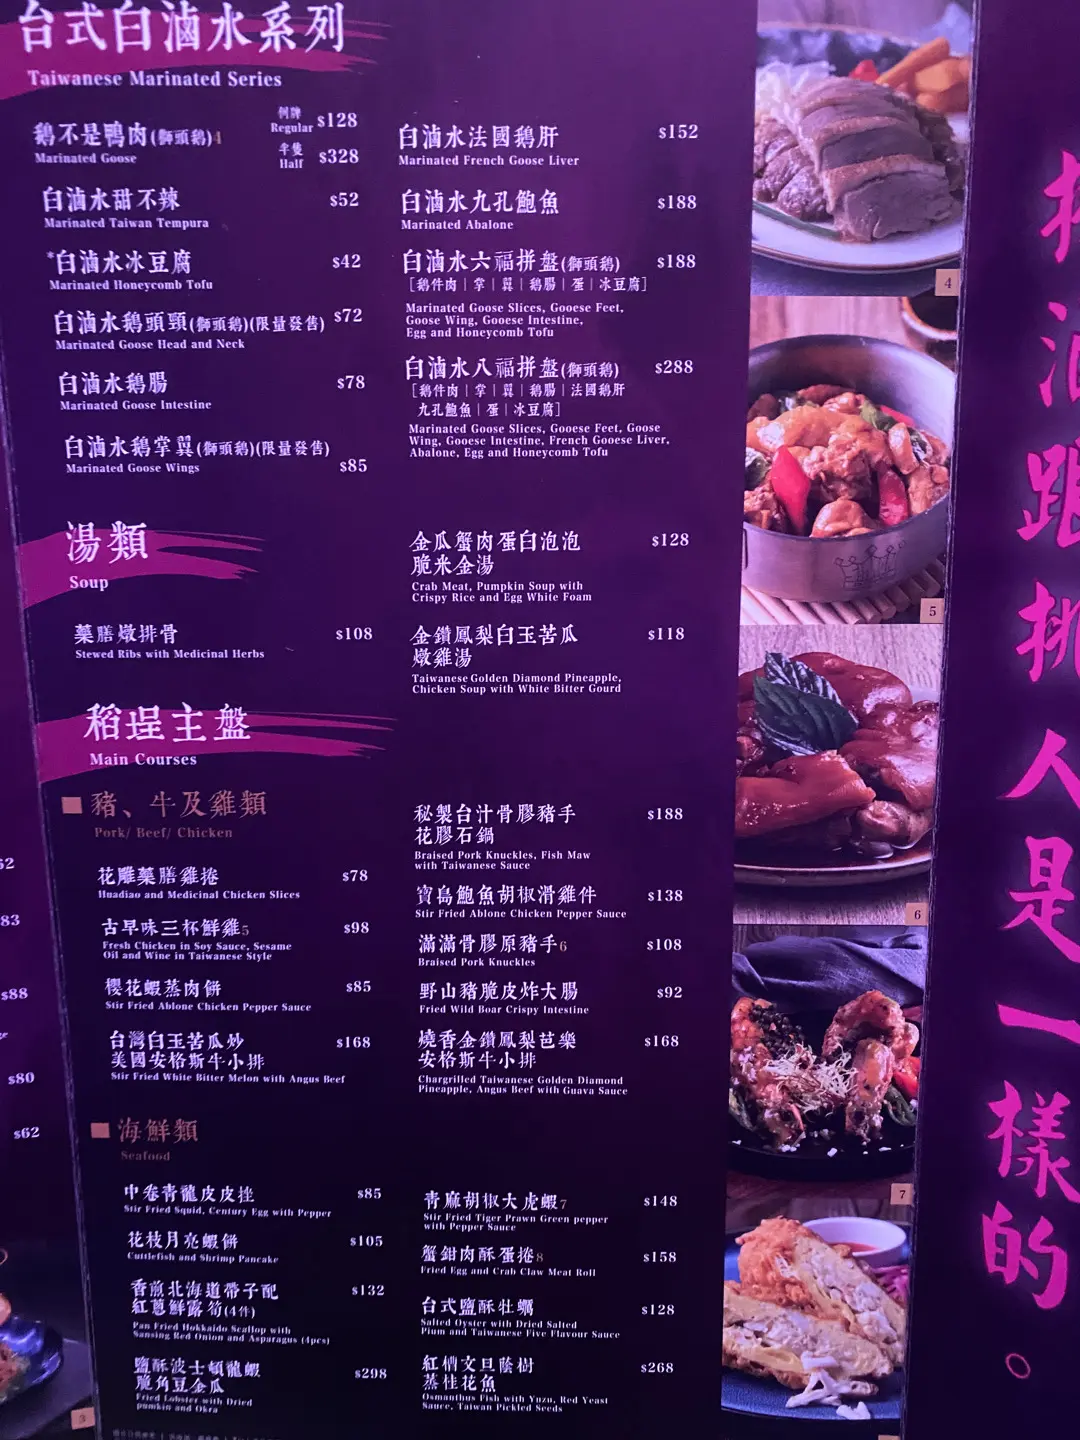 台式白滷水系列
Taiwanese Marinated Series
鵝不是鴨肉(獅頭鵝)4
Marinated Goose
例牌
Regular $128
半隻
Half $328
白滷水甜不辣 $52
Marinated Taiwan Tempura
*白滷水冰豆腐 $42
Marinated Honeycomb Tofu
白滷水鵝頭頸(獅頭鵝)(限量發售) $72
Marinated Goose Head and Neck
白滷水鵝腸 $78
Marinated Goose Intestine
白滷水鵝掌翼(獅頭鵝)(限量發售)
Marinated Goose Wings $85
白滷水法國鵝肝 $152
Marinated French Goose Liver
白滷水九孔鮑魚 $188
Marinated Abalone
白滷水六福拼盤(獅頭鵝) $188
[鵝件肉 | 掌 | 翼 | 鵝腸 | 蛋 | 冰豆腐]
Marinated Goose Slices, Gooese Feet,
Goose Wing, Gooese Intestine,
Egg and Honeycomb Tofu
白滷水八福拼盤(獅頭鵝) $288
[鵝件肉 | 掌 | 翼 | 鵝腸 | 法國鵝肝
九孔鮑魚 | 蛋 | 冰豆腐]
Marinated Goose Slices, Gooese Feet, Goose
Wing, Gooese Intestine, French Gooese Liver,
Abalone, Egg and Honeycomb Tofu
湯類
Soup
藥膳燉排骨 $108
Stewed Ribs with Medicinal Herbs
金瓜蟹肉蛋白泡泡 $128
脆米金湯
Crab Meat, Pumpkin Soup with
Crispy Rice and Egg White Foam
金鑽鳳梨白玉苦瓜 $118
燉雞湯
Taiwanese Golden Diamond Pineapple,
Chicken Soup with White Bitter Gourd
稻埕主盤
Main Courses
豬、牛及雞類
Pork/ Beef/ Chicken
花雕藥膳雞捲 $78
Huadiao and Medicinal Chicken Slices
古早味三杯鮮雞5 $98
Fresh Chicken in Soy Sauce, Sesame
Oil and Wine in Taiwanese Style
櫻花蝦蒸肉餅 $85
Stir Fried Ablone Chicken Pepper Sauce
台灣白玉苦瓜炒 $168
美國安格斯牛小排
Stir Fried White Bitter Melon with Angus Beef
秘製台汁骨膠豬手 $188
花膠石鍋
Braised Pork Knuckles, Fish Maw
with Taiwanese Sauce
寶島鮑魚胡椒滑雞件 $138
Stir Fried Ablone Chicken Pepper Sauce
滿滿骨膠原豬手6 $108
Braised Pork Knuckles
野山豬脆皮炸大腸 $92
Fried Wild Boar Crispy Intestine
燒香金鑽鳳梨芭樂 $168
安格斯牛小排
Chargrilled Taiwanese Golden Diamond
Pineapple, Angus Beef with Guava Sauce
海鮮類
Seafood
中卷青龍皮皮挫 $85
Stir Fried Squid, Century Egg with Pepper
花枝月亮蝦餅 $105
Cuttlefish and Shrimp Pancake
香煎北海道帶子配 $132
紅蔥鮮露筍(4件)
Pan Fried Hokkaido Scallop with
Sansing Red Onion and Asparagus (4pcs)
鹽酥波士頓龍蝦 $298
脆角豆金瓜
Fried Lobster with Dried
pumkin and Okra
青麻胡椒大虎蝦7 $148
Stir Fried Tiger Prawn Green pepper
with Pepper Sauce
蟹鉗肉酥蛋捲8 $158
Fried Egg and Crab Claw Meat Roll
台式鹽酥牡蠣 $128
Salted Oyster with Dried Salted
Plum and Taiwanese Five Flavour Sauce
紅糟文旦蔭樹 $268
蒸桂花魚
Osmanthus Fish with Yuzu, Red Yeast
Sauce, Taiwan Pickled Seeds
4
5
6
7
3
83
$88
$80
$62
跟挑
人是一樣的。